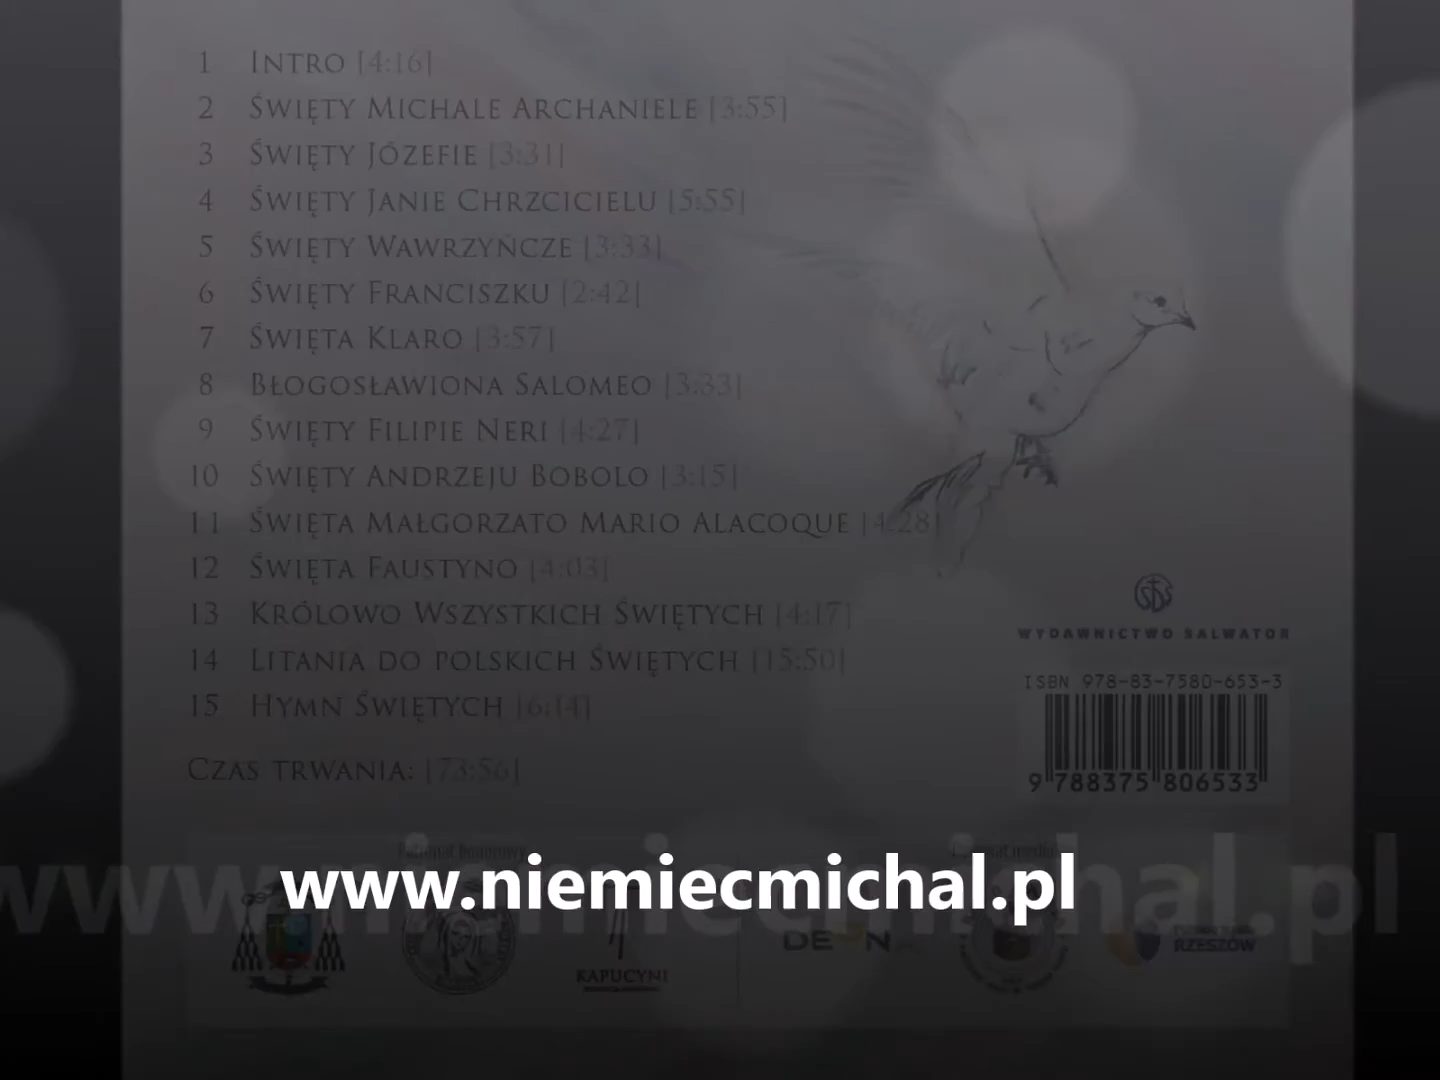 1 Intro [4:16]
2 Święty Michale Archaniele [3:55]
3 Święty Józefie [3:31]
4 Święty Janie Chrzcicielu [5:55]
5 Święty Wawrzyńcze [3:33]
6 Święty Franciszku [2:42]
7 Święta Klaro [3:57]
8 Błogosławiona Salomeo [3:33]
9 Święty Filipie Neri [4:27]
10 Święty Andrzeju Bobolo [3:15]
11 Święta Małgorzato Mario Alacoque [4:28]
12 Święta Faustyno [4:03]
13 Królowo Wszystkich Świętych [4:17]
14 Litania do polskich Świętych [15:50]
15 Hymn Świętych [6:14]
Czas trwania: [73:56]
WYDAWNICTWO SALWATOR
ISBN 978-83-7580-653-3
9 788375 806533
www.niemiecmichal.pl
www.niemiecmichal.pl
KAPUCYNI
RZESZÓW